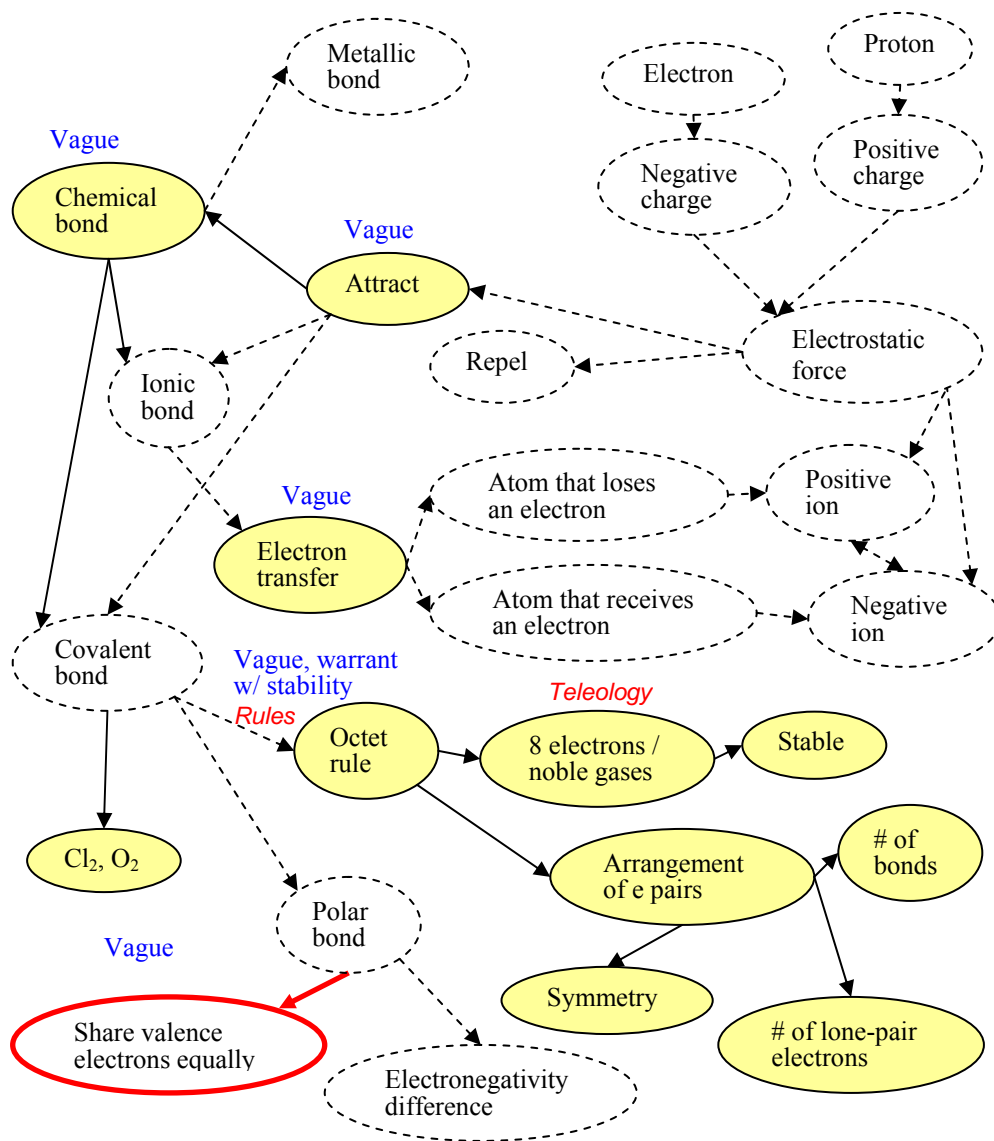 Metallic
bond
Electron
Proton
Vague
Chemical
bond
Negative
charge
Positive
charge
Vague
Attract
Ionic
bond
Repel
Electrostatic
force
Vague
Electron
transfer
Atom that loses
an electron
Positive
ion
Atom that receives
an electron
Negative
ion
Covalent
bond
Vague, warrant
w/ stability
Rules
Octet
rule
Teleology
8 electrons /
noble gases
Stable
Cl₂, O₂
Arrangement
of e pairs
# of
bonds
Polar
bond
Vague
Symmetry
# of lone-pair
electrons
Share valence
electrons equally
Electronegativity
difference